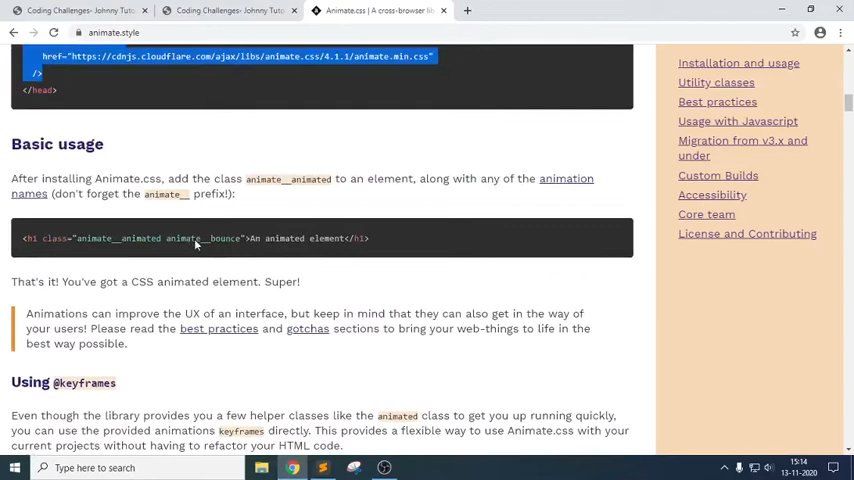 Coding Challenges- Johnny Tuto
Coding Challenges- Johnny Tuto
Animate.css | A cross-browser lib
animate.style
href="https://cdnjs.cloudflare.com/ajax/libs/animate.css/4.1.1/animate.min.css"
/>
</head>
Basic usage
After installing Animate.css, add the class animate__animated to an element, along with any of the animation
names (don't forget the animate__ prefix!):
<h1 class="animate__animated animate__bounce">An animated element</h1>
That's it! You've got a CSS animated element. Super!
Animations can improve the UX of an interface, but keep in mind that they can also get in the way of
your users! Please read the best practices and gotchas sections to bring your web-things to life in the
best way possible.
Using @keyframes
Even though the library provides you a few helper classes like the animated class to get you up running quickly,
you can use the provided animations keyframes directly. This provides a flexible way to use Animate.css with your
current projects without having to refactor your HTML code.
Installation and usage
Utility classes
Best practices
Usage with Javascript
Migration from v3.x and
under
Custom Builds
Accessibility
Core team
License and Contributing
Type here to search
15:14
13-11-2020